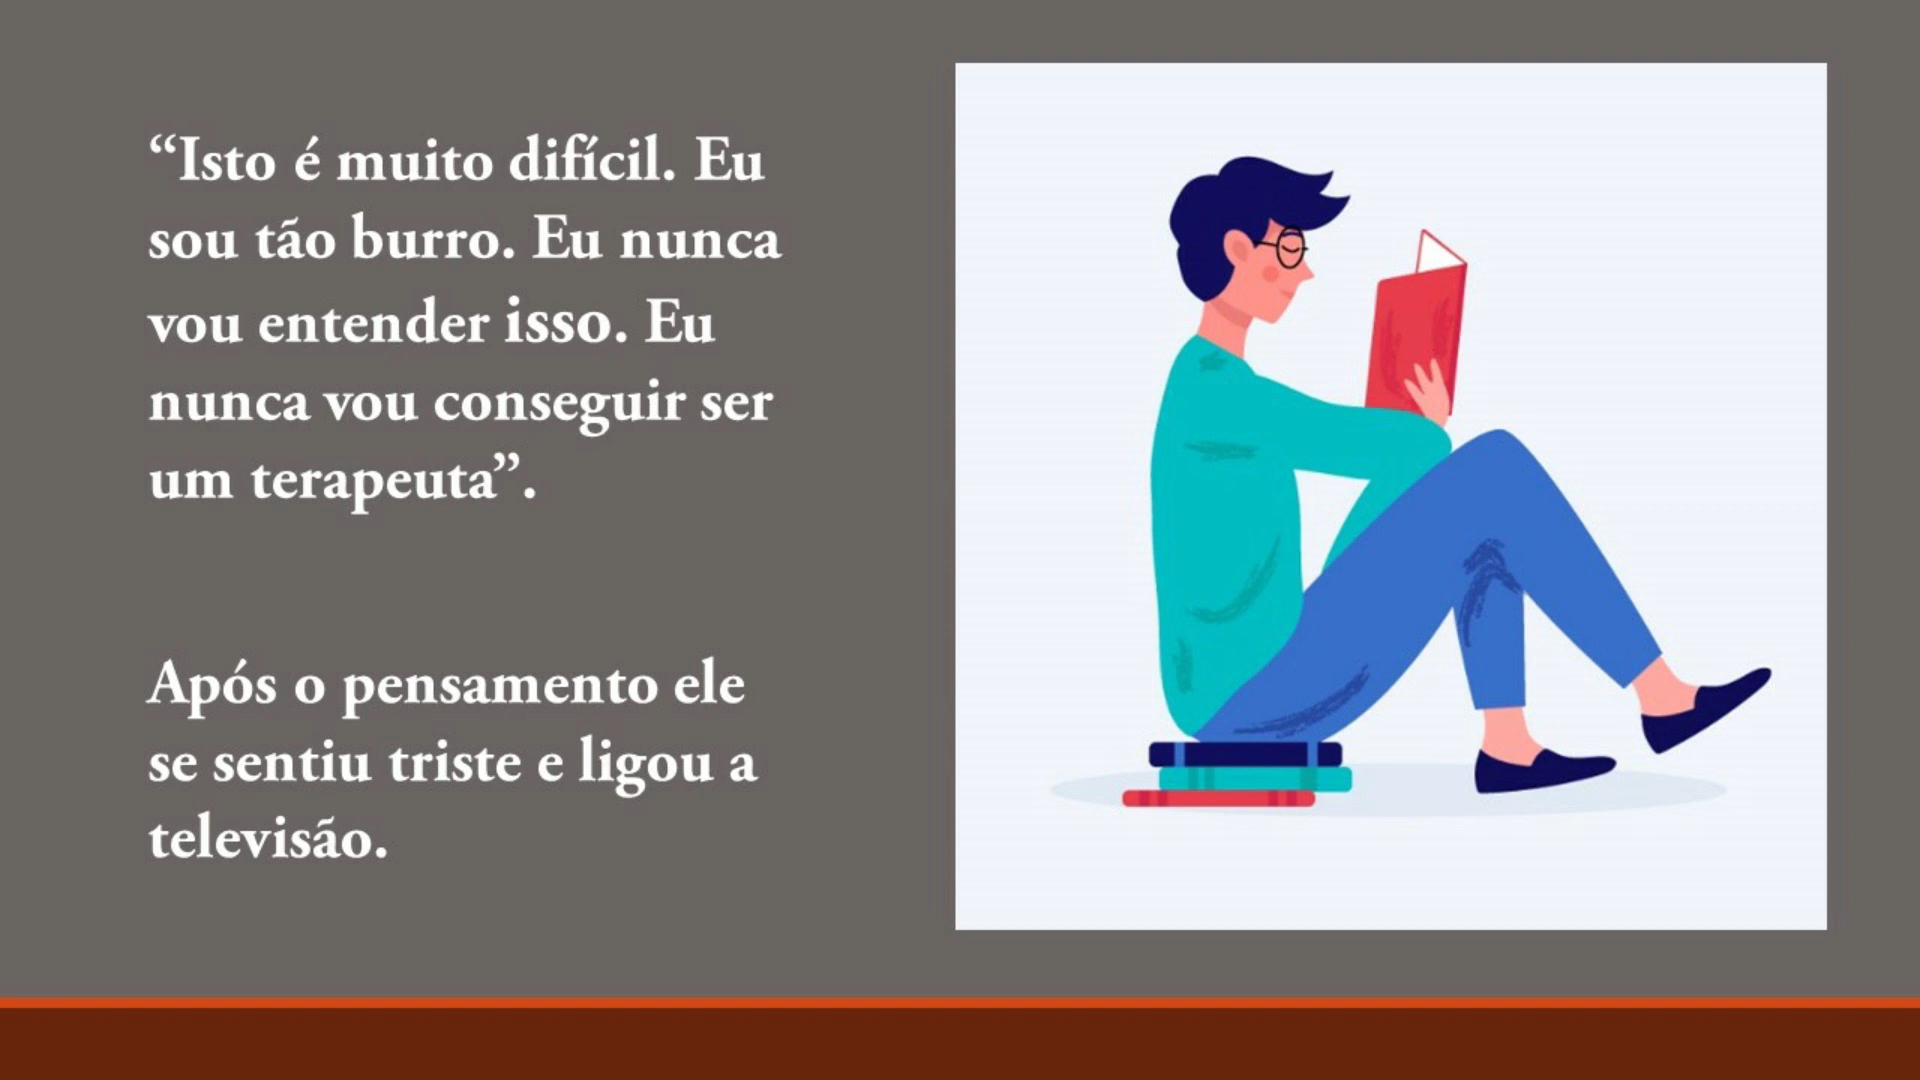 “Isto é muito difícil. Eu
sou tão burro. Eu nunca
vou entender isso. Eu
nunca vou conseguir ser
um terapeuta”.
Após o pensamento ele
se sentiu triste e ligou a
televisão.